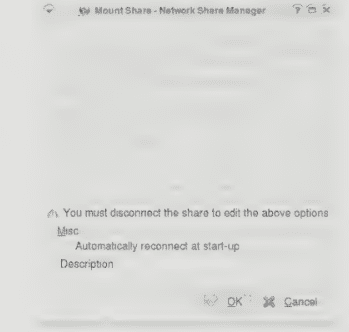 Mount Share - Network Share Manager
You must disconnect the share to edit the above options
Misc
Automatically reconnect at start-up
Description
OK Cancel